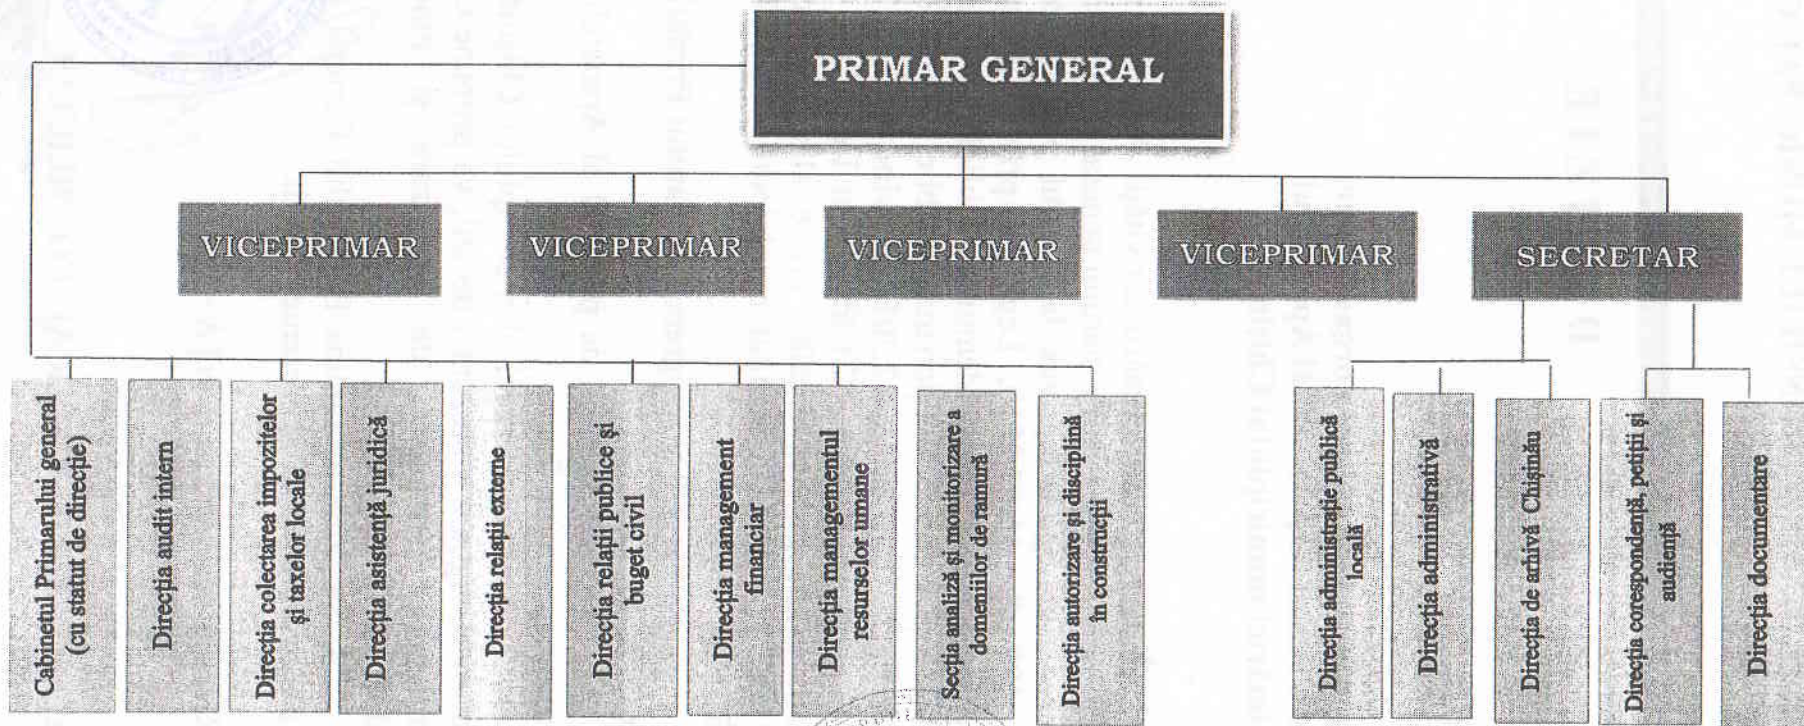 PRIMAR GENERAL
VICEPRIMAR
VICEPRIMAR
VICEPRIMAR
VICEPRIMAR
SECRETAR
Cabinetul Primarului general
(cu statut de direcție)
Direcția audit intern
Direcția colectarea impozitelor
și taxelor locale
Direcția asistență juridică
Direcția relații externe
Direcția relații publice și
buget civil
Direcția management
financiar
Direcția managementul
resurselor umane
Secția analiză și monitorizare a
domeniilor de ramură
Direcția autorizare și disciplină
în construcții
Direcția administrație publică
locală
Direcția administrativă
Direcția de arhivă Chișinău
Direcția corespondență, petiții și
audiență
Direcția documentare